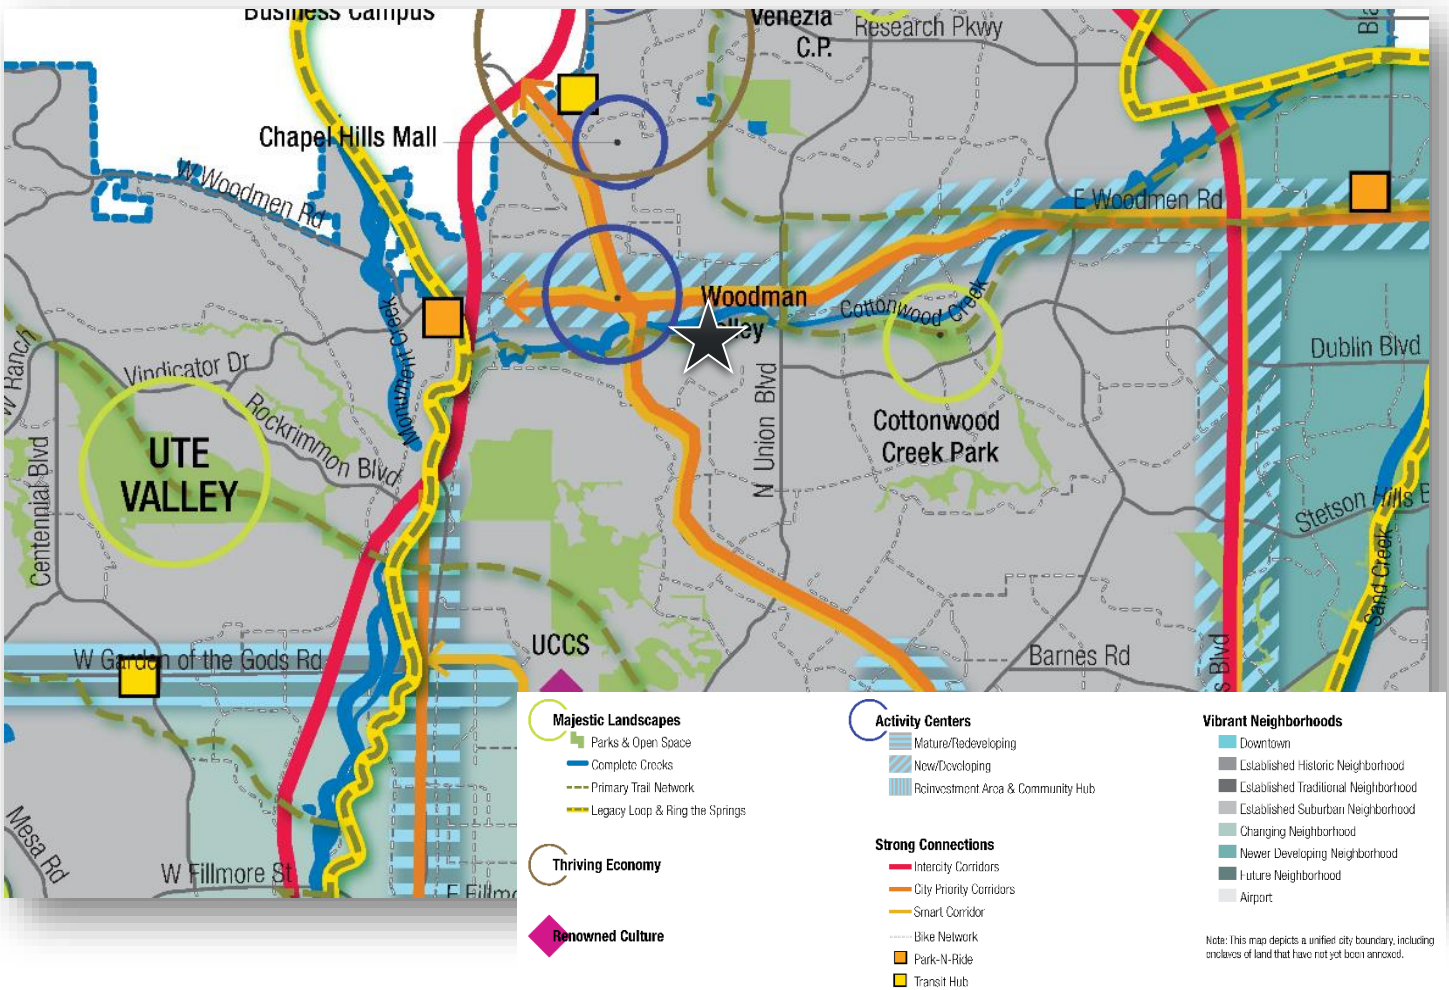 Business Campus
Venezia
C.P.
Research Pkwy
Chapel Hills Mall
W Woodmen Rd
E Woodmen Rd
Woodman
lley
Cottonwood Creek
Monument Creek
Dublin Blvd
W Ranch
Vindicator Dr
Rockrimmon Blvd
N Union Blvd
Cottonwood
Creek Park
UTE
VALLEY
Centennial Blvd
Stetson Hills B
Sand Creek
UCCS
W Garden of the Gods Rd
Barnes Rd
s Blvd
Mesa Rd
W Fillmore St
E Fillmo
Majestic Landscapes
Parks & Open Space
Complete Creeks
Primary Trail Network
Legacy Loop & Ring the Springs
Thriving Economy
Renowned Culture
Activity Centers
Mature/Redeveloping
New/Developing
Reinvestment Area & Community Hub
Strong Connections
Intercity Corridors
City Priority Corridors
Smart Corridor
Bike Network
Park-N-Ride
Transit Hub
Vibrant Neighborhoods
Downtown
Established Historic Neighborhood
Established Traditional Neighborhood
Established Suburban Neighborhood
Changing Neighborhood
Newer Developing Neighborhood
Future Neighborhood
Airport
Note: This map depicts a unified city boundary, including
enclaves of land that have not yet been annexed.